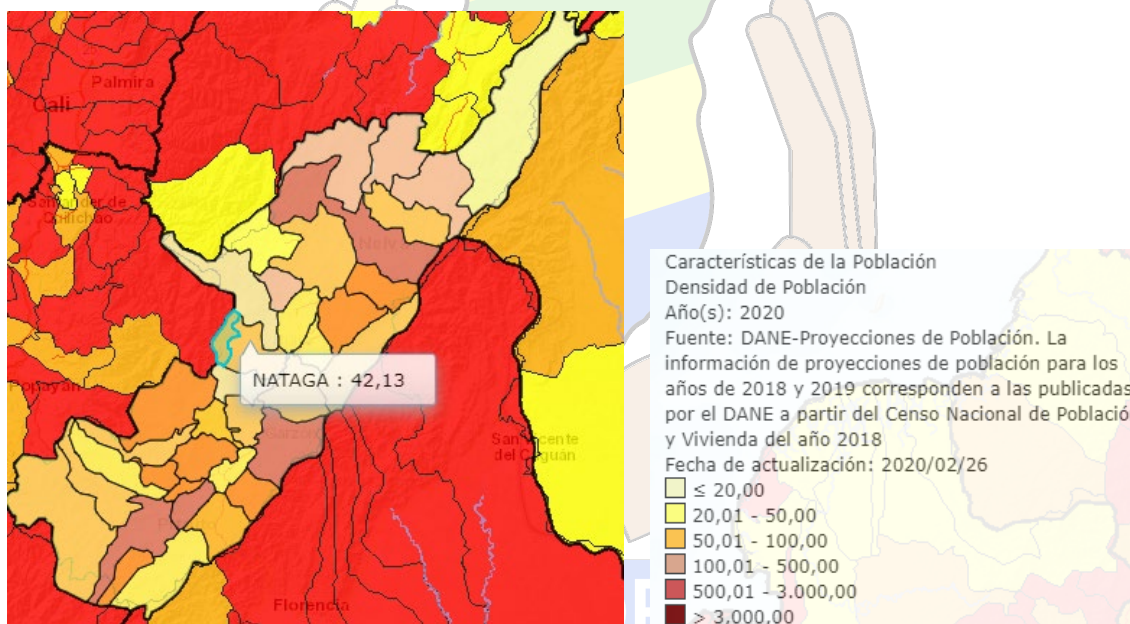 Palmira
Cali
Santander de
Quilichao
Neiva
NATAGA : 42,13
Popayán
Garzón
San Vicente
del Caguán
Florencia
Características de la Población
Densidad de Población
Año(s): 2020
Fuente: DANE-Proyecciones de Población. La
información de proyecciones de población para los
años de 2018 y 2019 corresponden a las publicadas
por el DANE a partir del Censo Nacional de Població
y Vivienda del año 2018
Fecha de actualización: 2020/02/26
≤ 20,00
20,01 - 50,00
50,01 - 100,00
100,01 - 500,00
500,01 - 3.000,00
> 3.000,00